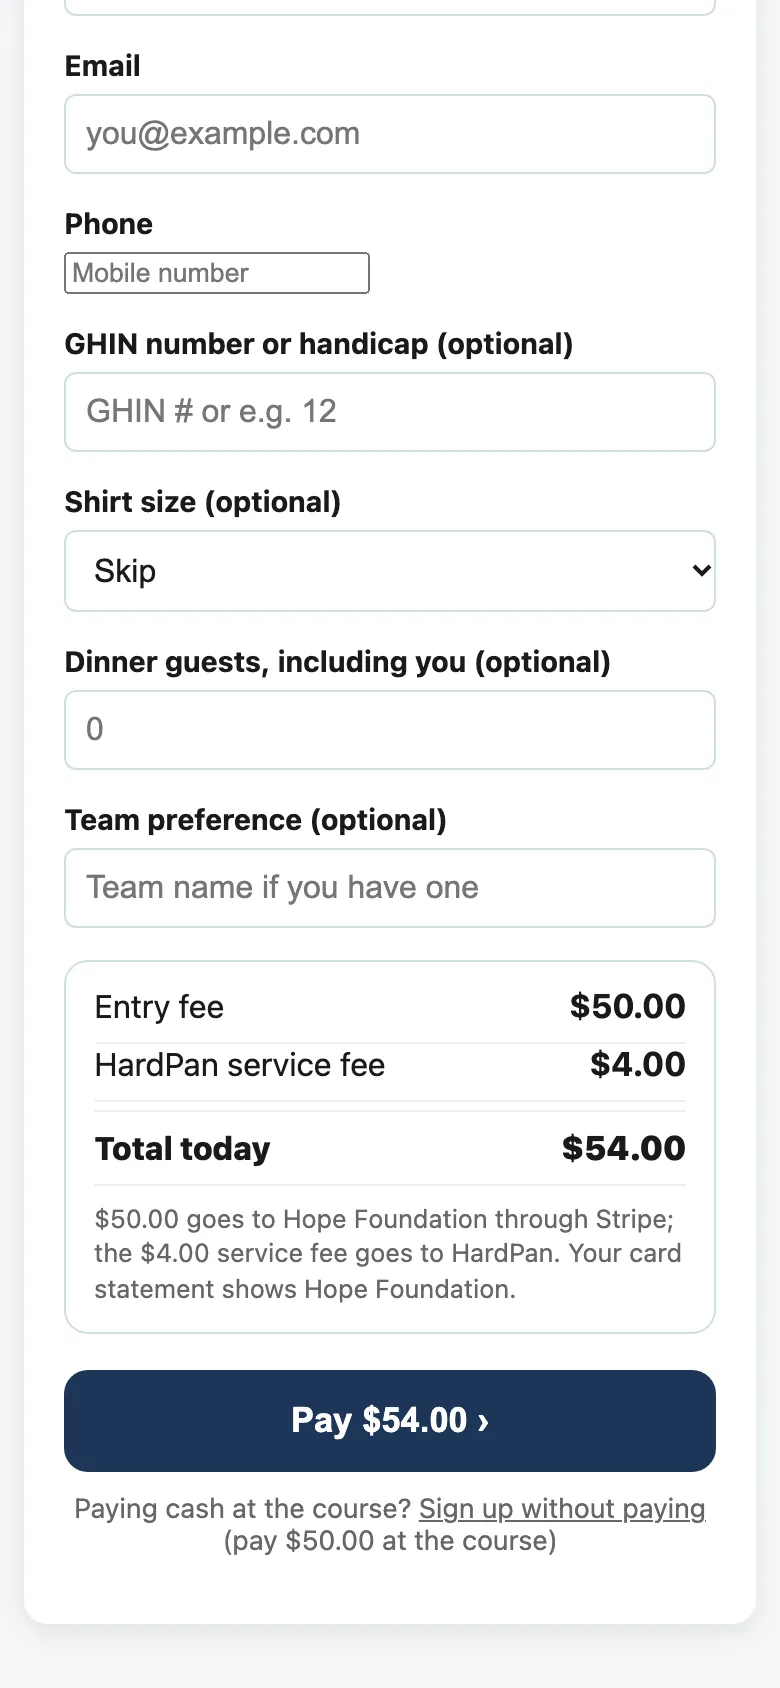 Email
you@example.com
Phone
Mobile number
GHIN number or handicap (optional)
GHIN # or e.g. 12
Shirt size (optional)
Skip
Dinner guests, including you (optional)
0
Team preference (optional)
Team name if you have one
Entry fee $50.00
HardPan service fee $4.00
Total today $54.00
$50.00 goes to Hope Foundation through Stripe;
the $4.00 service fee goes to HardPan. Your card
statement shows Hope Foundation.
Pay $54.00 ›
Paying cash at the course? Sign up without paying
(pay $50.00 at the course)